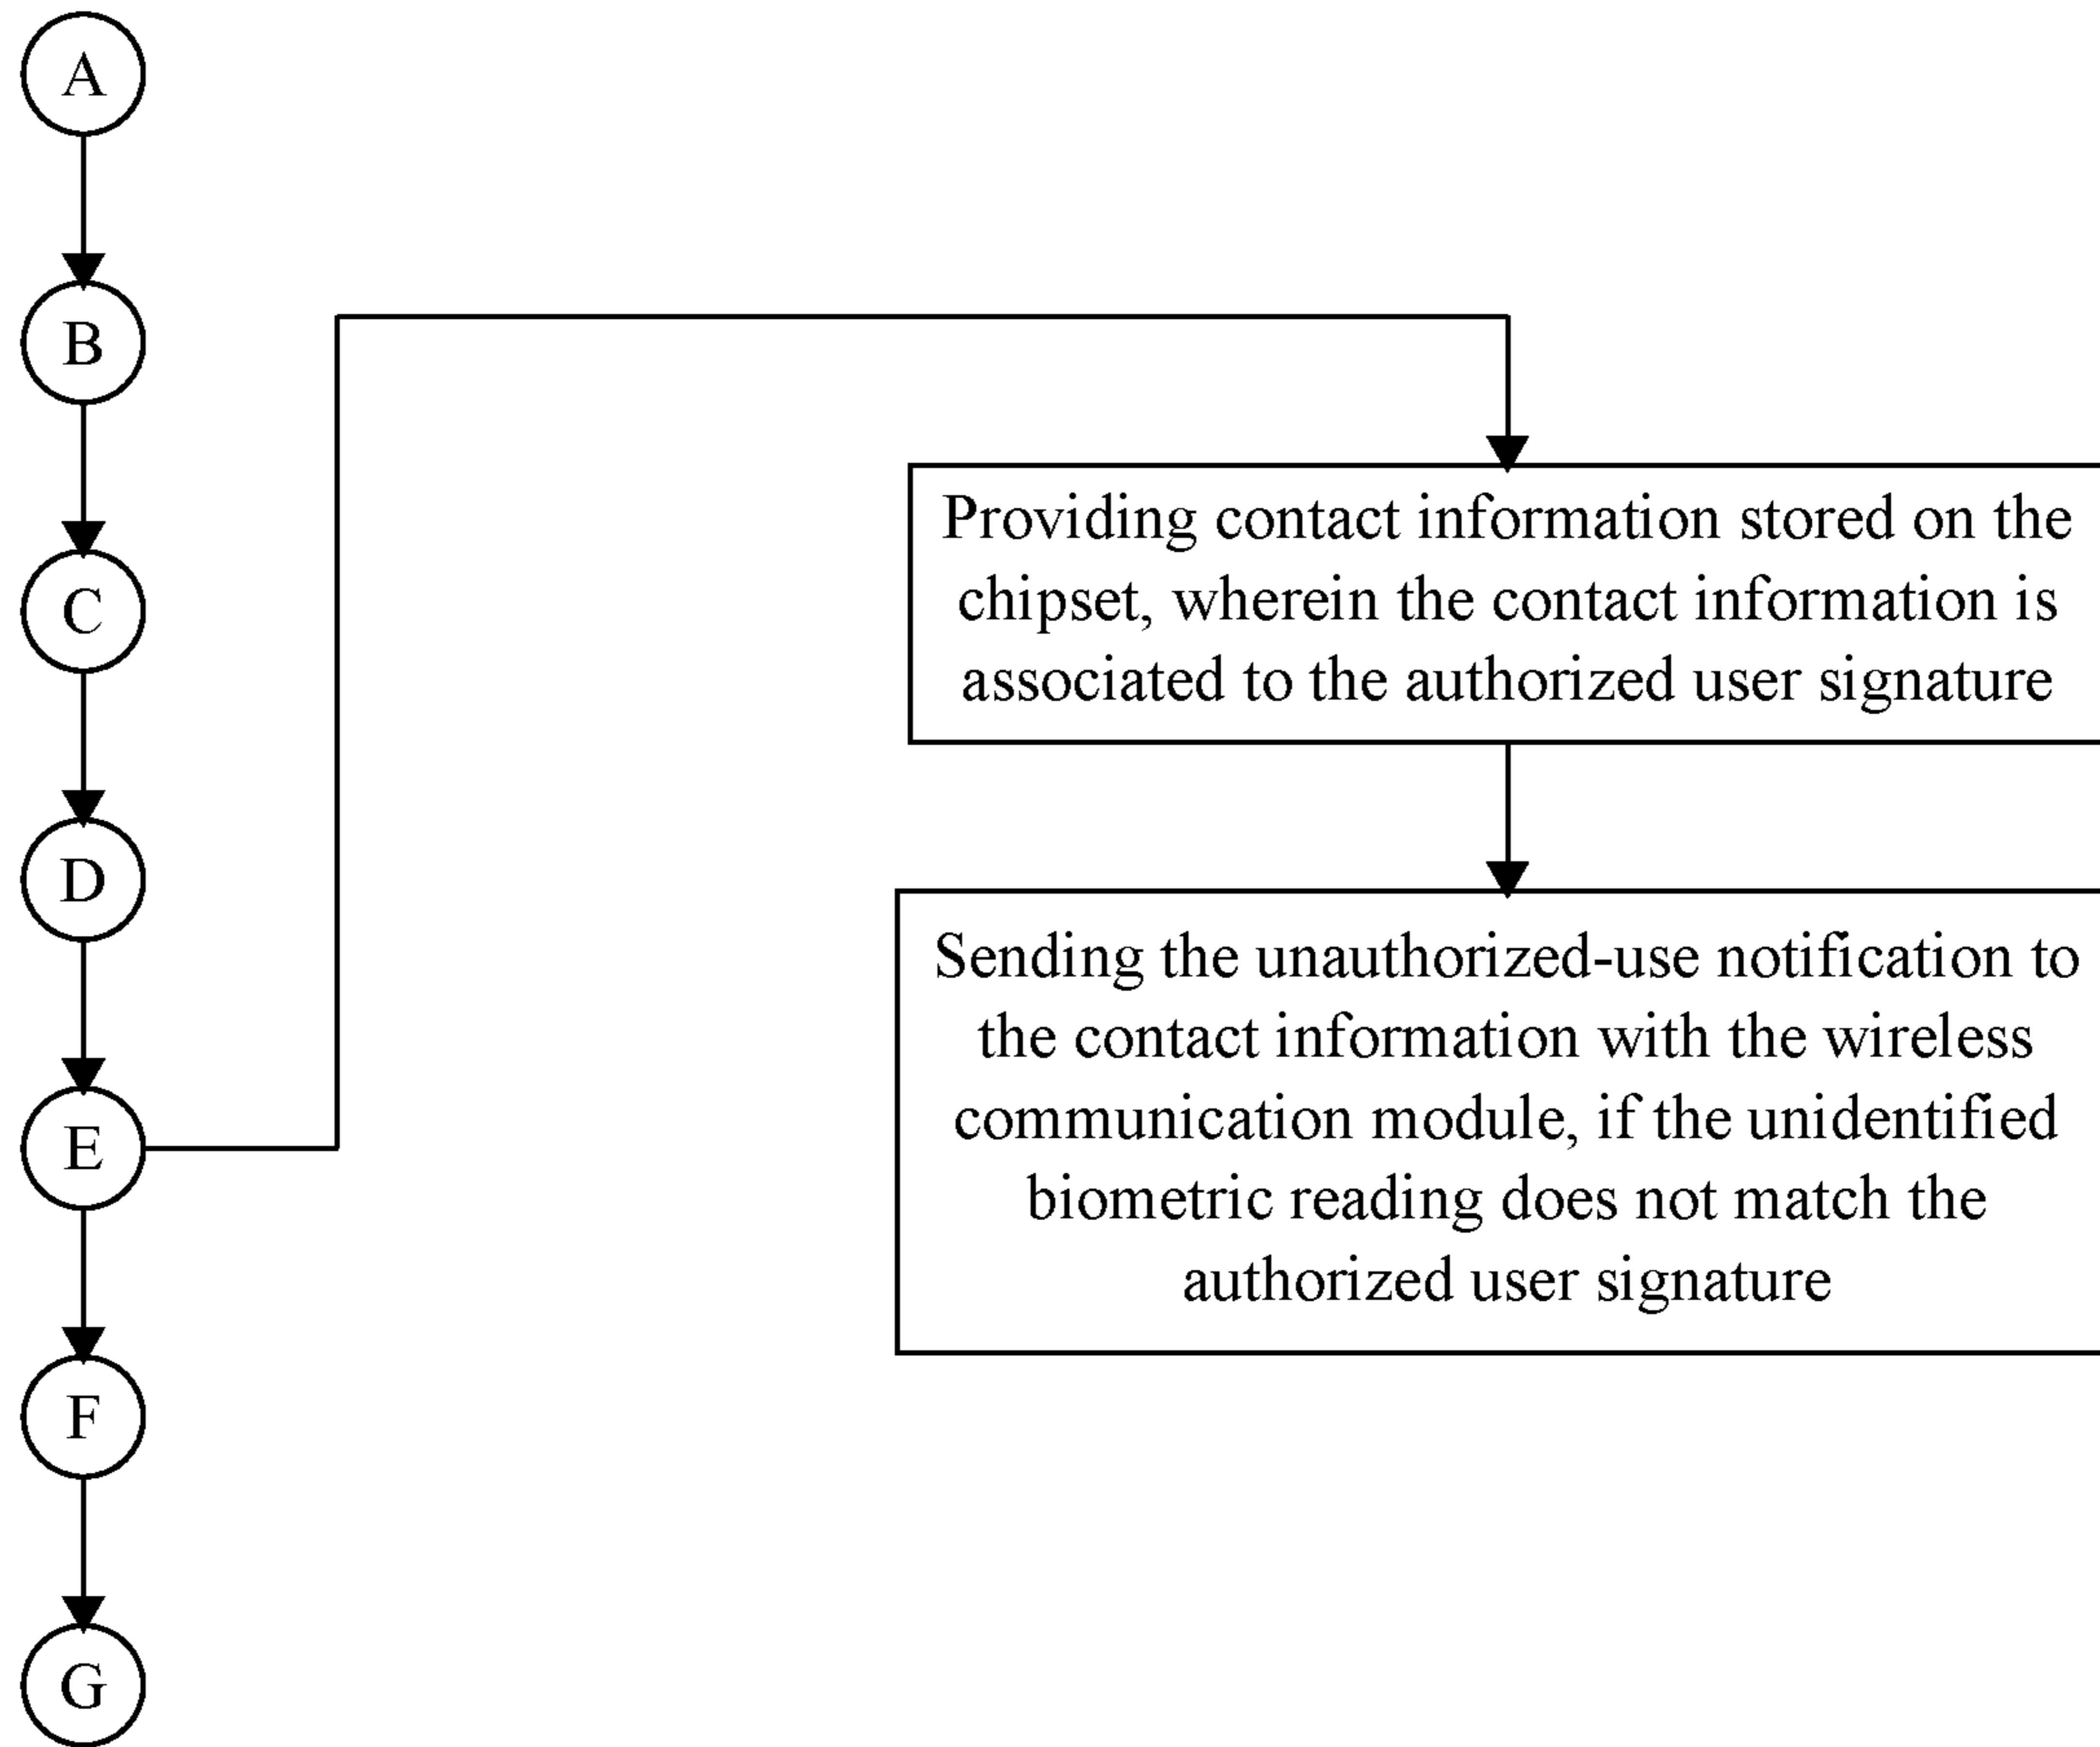 A
B
C
D
E
F
G
Providing contact information stored on the
chipset, wherein the contact information is
associated to the authorized user signature
Sending the unauthorized-use notification to
the contact information with the wireless
communication module, if the unidentified
biometric reading does not match the
authorized user signature